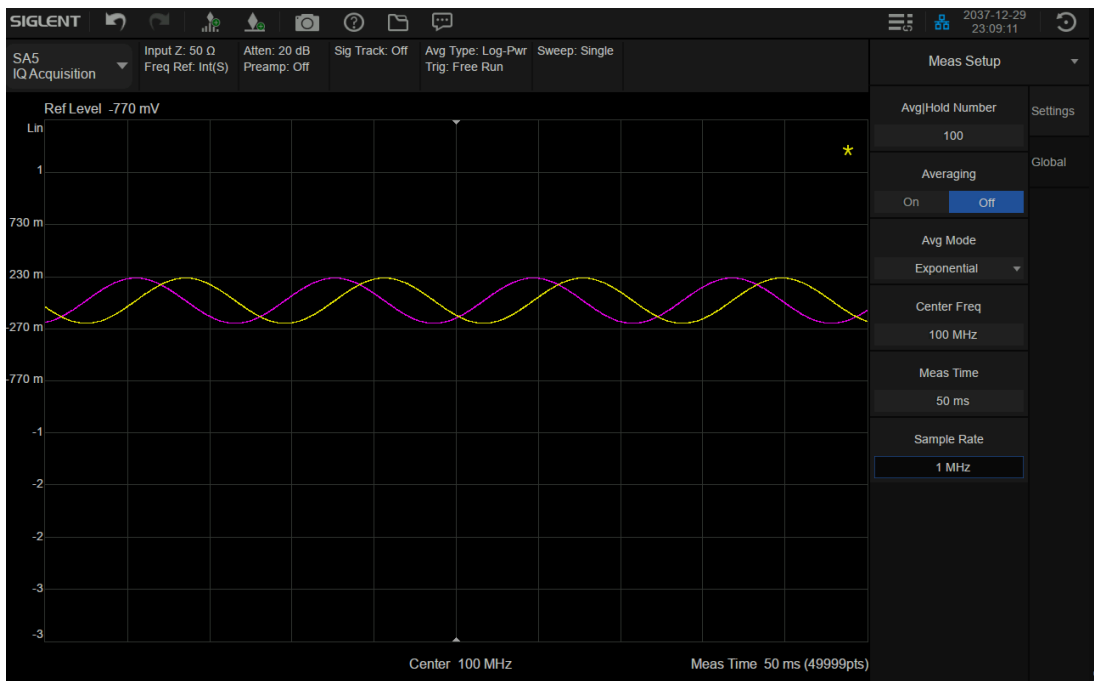 SIGLENT
2037-12-29
23:09:11
SA5
IQ Acquisition
Input Z: 50 Ω
Freq Ref: Int(S)
Atten: 20 dB
Preamp: Off
Sig Track: Off
Avg Type: Log-Pwr
Trig: Free Run
Sweep: Single
Meas Setup
Ref Level -770 mV
Lin
1
730 m
230 m
-270 m
-770 m
-1
-2
-2
-3
-3
*
Center 100 MHz
Meas Time 50 ms (49999pts)
Avg|Hold Number
100
Averaging
On Off
Avg Mode
Exponential
Center Freq
100 MHz
Meas Time
50 ms
Sample Rate
1 MHz
Settings
Global